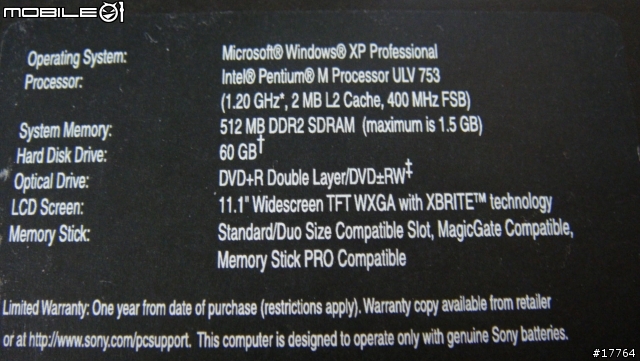 MOBILE01
Operating System: Microsoft® Windows® XP Professional
Processor: Intel® Pentium® M Processor ULV 753
(1.20 GHz*, 2 MB L2 Cache, 400 MHz FSB)
System Memory: 512 MB DDR2 SDRAM (maximum is 1.5 GB)
Hard Disk Drive: 60 GB†
Optical Drive: DVD+R Double Layer/DVD±RW‡
LCD Screen: 11.1" Widescreen TFT WXGA with XBRITE™ technology
Memory Stick: Standard/Duo Size Compatible Slot, MagicGate Compatible,
Memory Stick PRO Compatible
Limited Warranty: One year from date of purchase (restrictions apply). Warranty copy available from retailer
or at http://www.sony.com/pcsupport. This computer is designed to operate only with genuine Sony batteries.
#17764